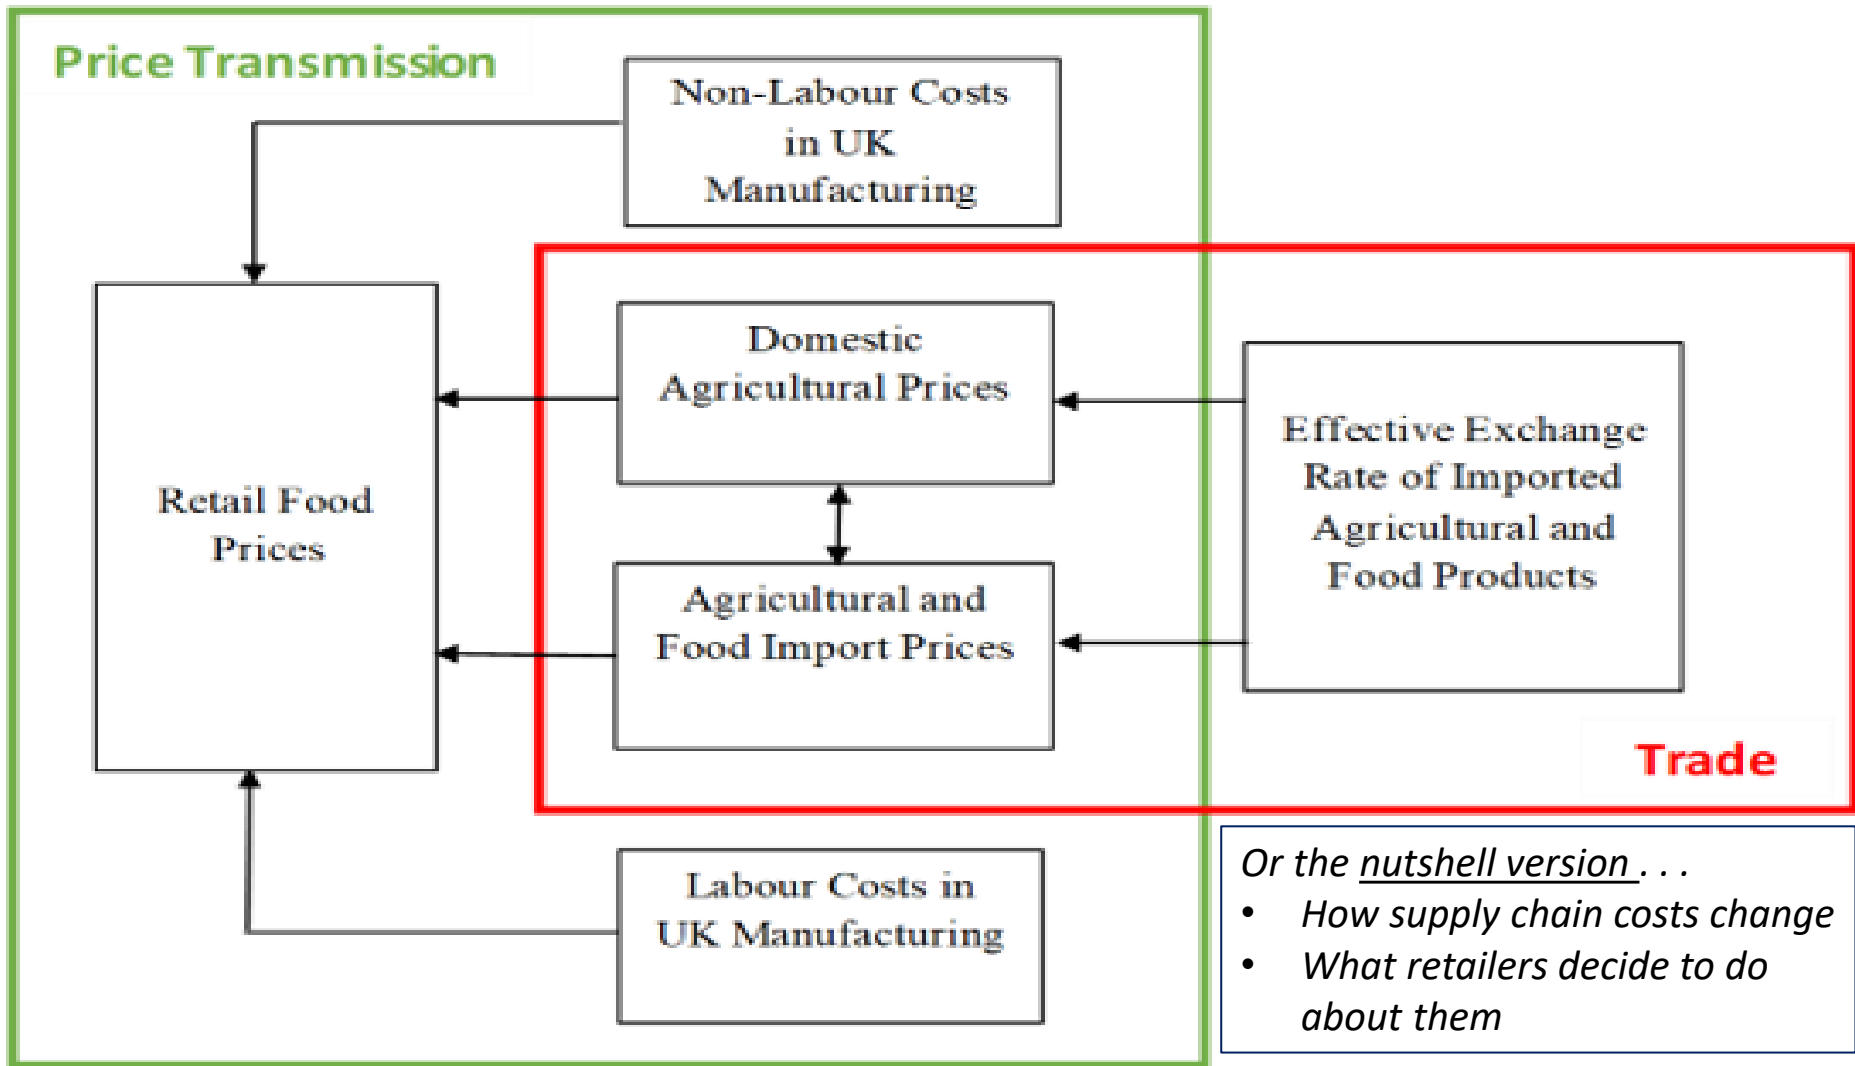 Price Transmission
Non-Labour Costs
in UK
Manufacturing
Domestic
Agricultural Prices
Effective Exchange
Rate of Imported
Agricultural and
Food Products
Retail Food
Prices
Agricultural and
Food Import Prices
Trade
Labour Costs in
UK Manufacturing
Or the nutshell version . . .
• How supply chain costs change
• What retailers decide to do
about them